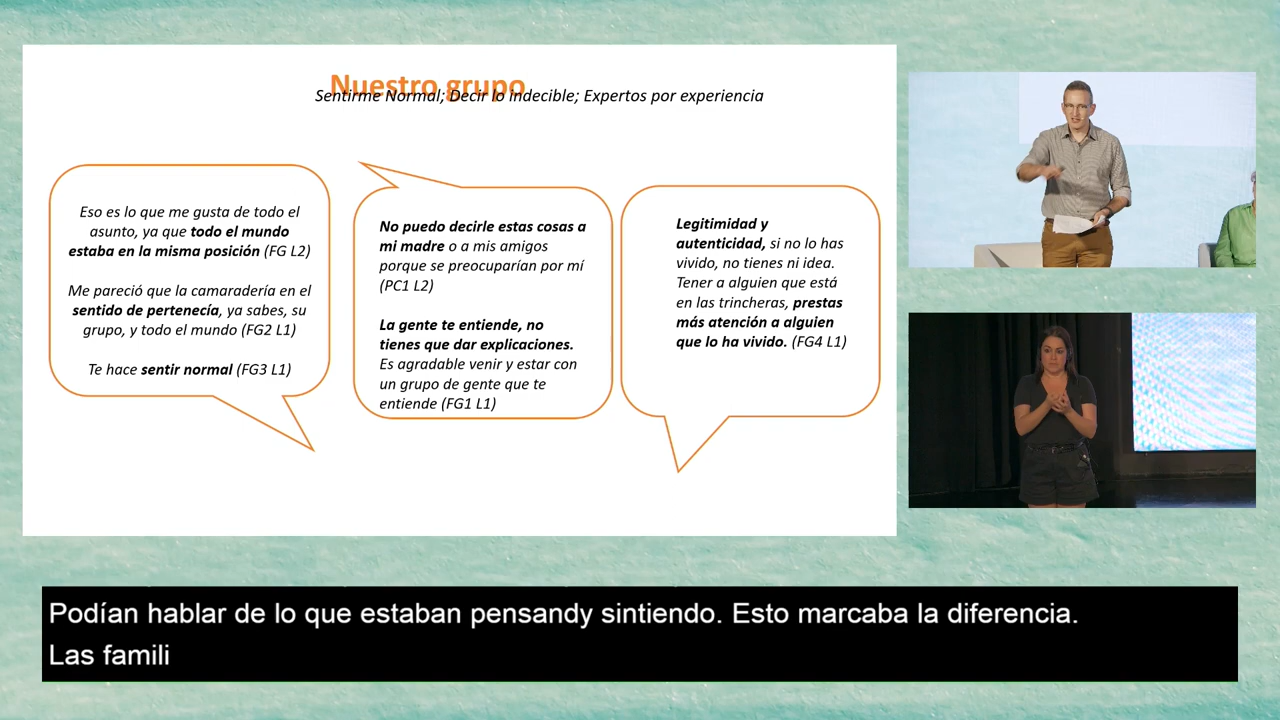 Nuestro grupo
Sentirme Normal; Decir lo indecible; Expertos por experiencia
Eso es lo que me gusta de todo el
asunto, ya que todo el mundo
estaba en la misma posición (FG L2)
Me pareció que la camaradería en el
sentido de pertenecía, ya sabes, su
grupo, y todo el mundo (FG2 L1)
Te hace sentir normal (FG3 L1)
No puedo decirle estas cosas a
mi madre o a mis amigos
porque se preocuparían por mí
(PC1 L2)
La gente te entiende, no
tienes que dar explicaciones.
Es agradable venir y estar con
un grupo de gente que te
entiende (FG1 L1)
Legitimidad y
autenticidad, si no lo has
vivido, no tienes ni idea.
Tener a alguien que está
en las trincheras, prestas
más atención a alguien
que lo ha vivido. (FG4 L1)
Podían hablar de lo que estaban pensandy sintiendo. Esto marcaba la diferencia.
Las famili